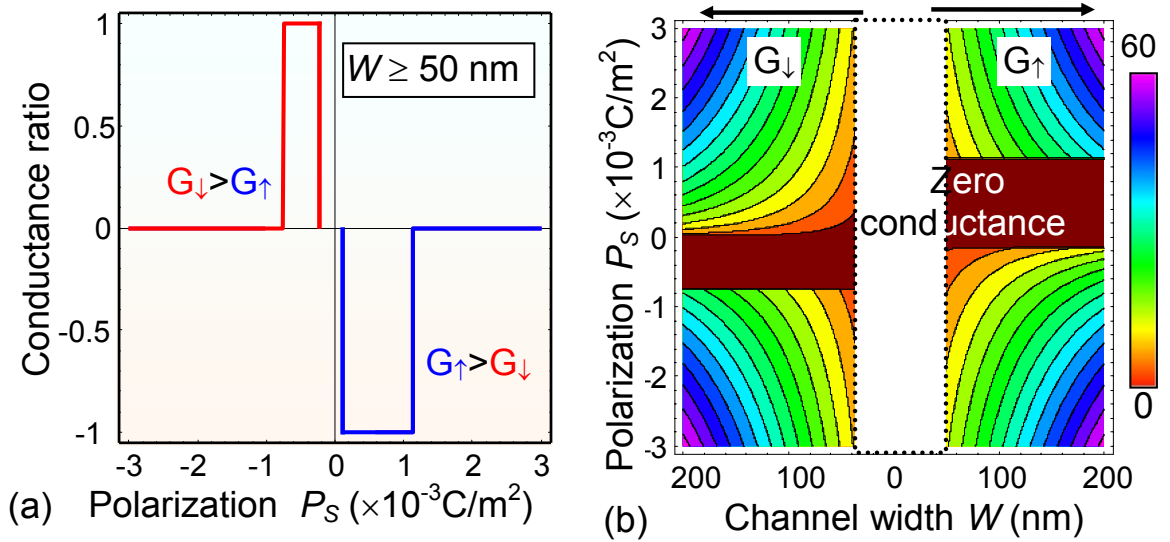 1
0.5
0
-0.5
-1
Conductance ratio
W ≥ 50 nm
G↓>G↑
G↑>G↓
-3 -2 -1 0 1 2 3
(a) Polarization P_S (×10⁻³C/m²)
3
2
1
0
-1
-2
-3
Polarization P_S (×10⁻³C/m²)
G↓
G↑
Zero
conductance
200 100 0 100 200
(b) Channel width W (nm)
60
0